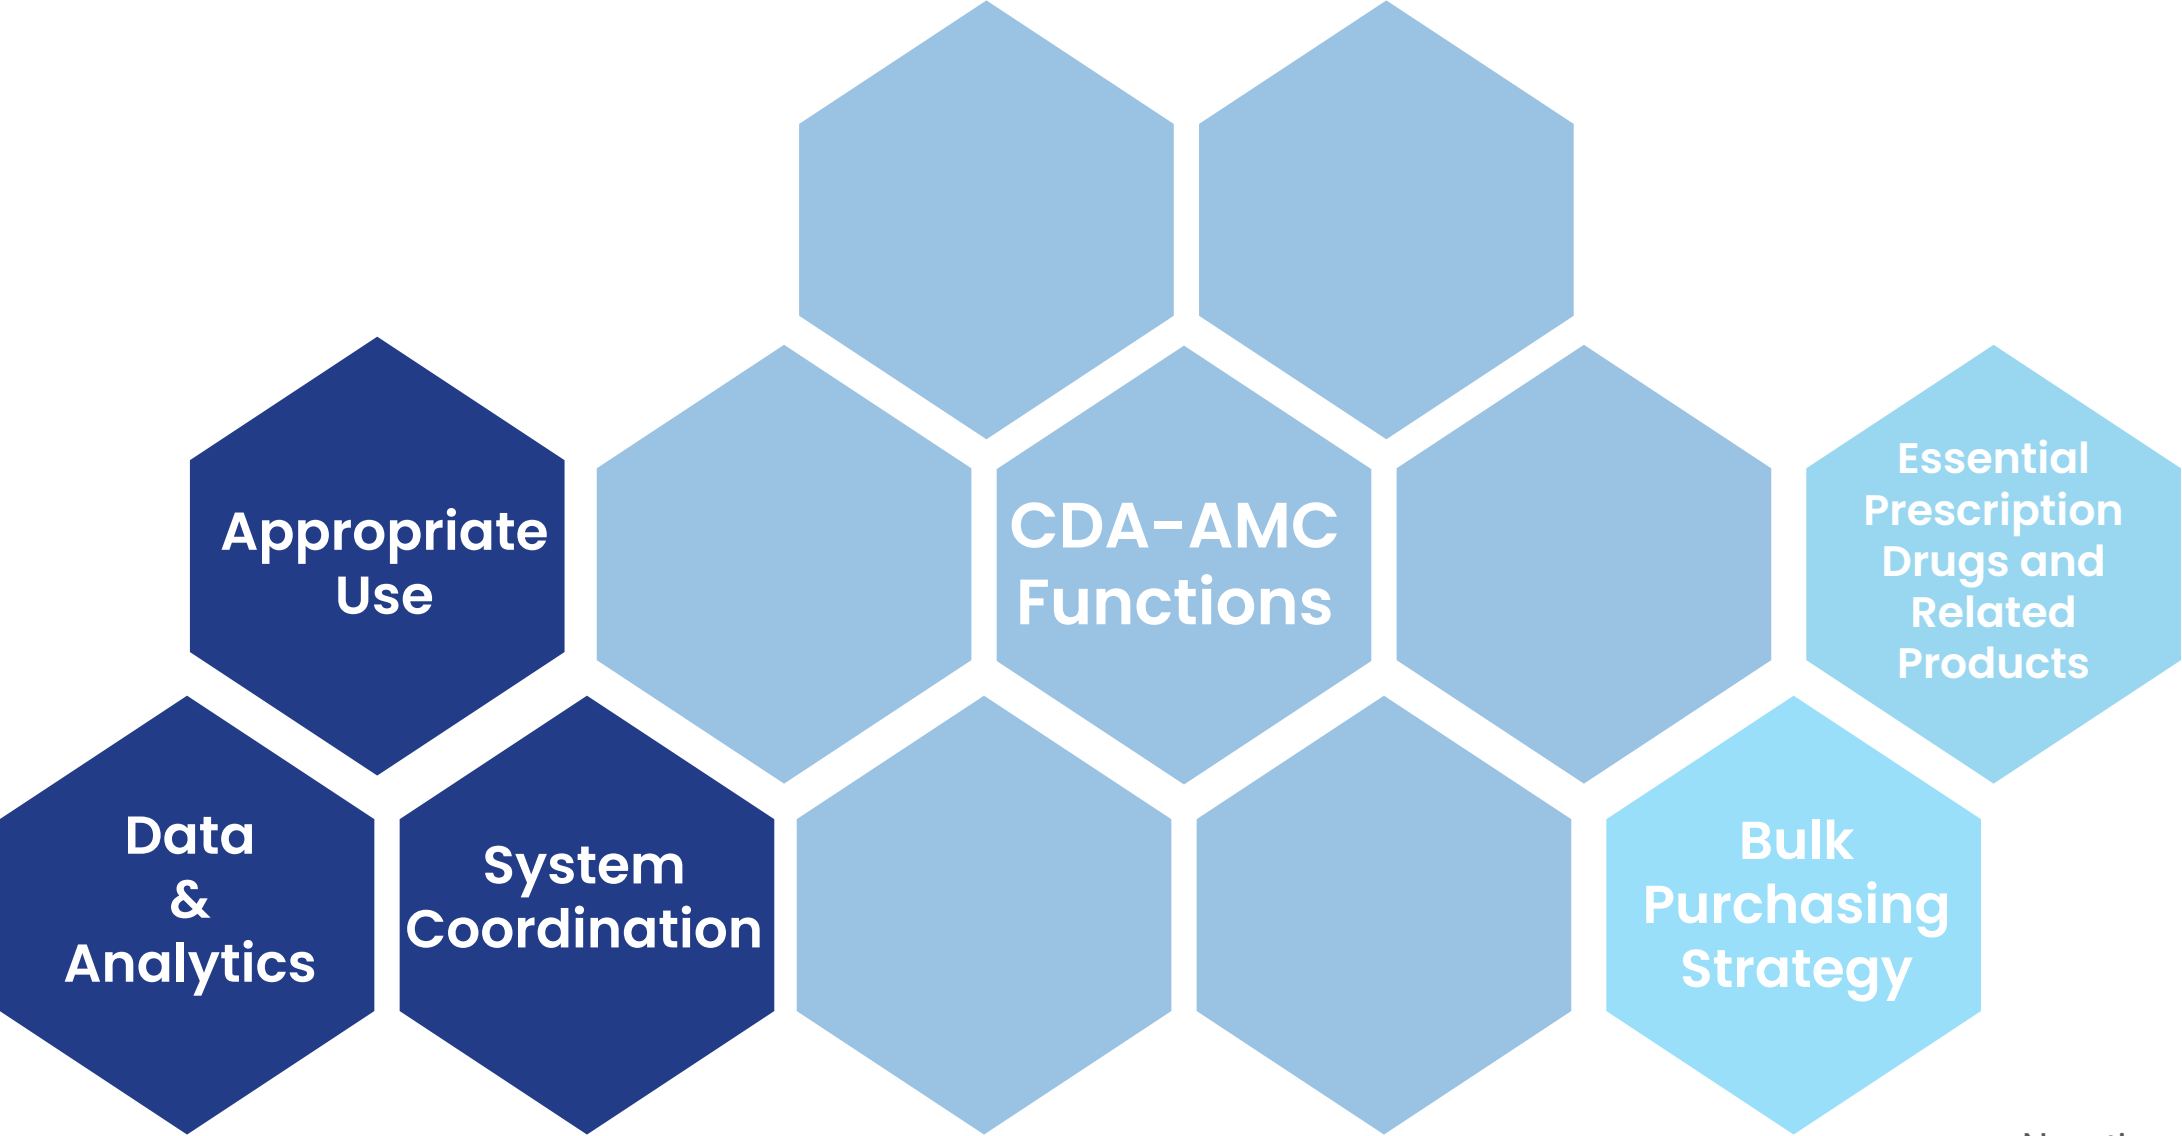 Appropriate
Use
Data
&
Analytics
System
Coordination
CDA-AMC
Functions
Essential
Prescription
Drugs and
Related
Products
Bulk
Purchasing
Strategy